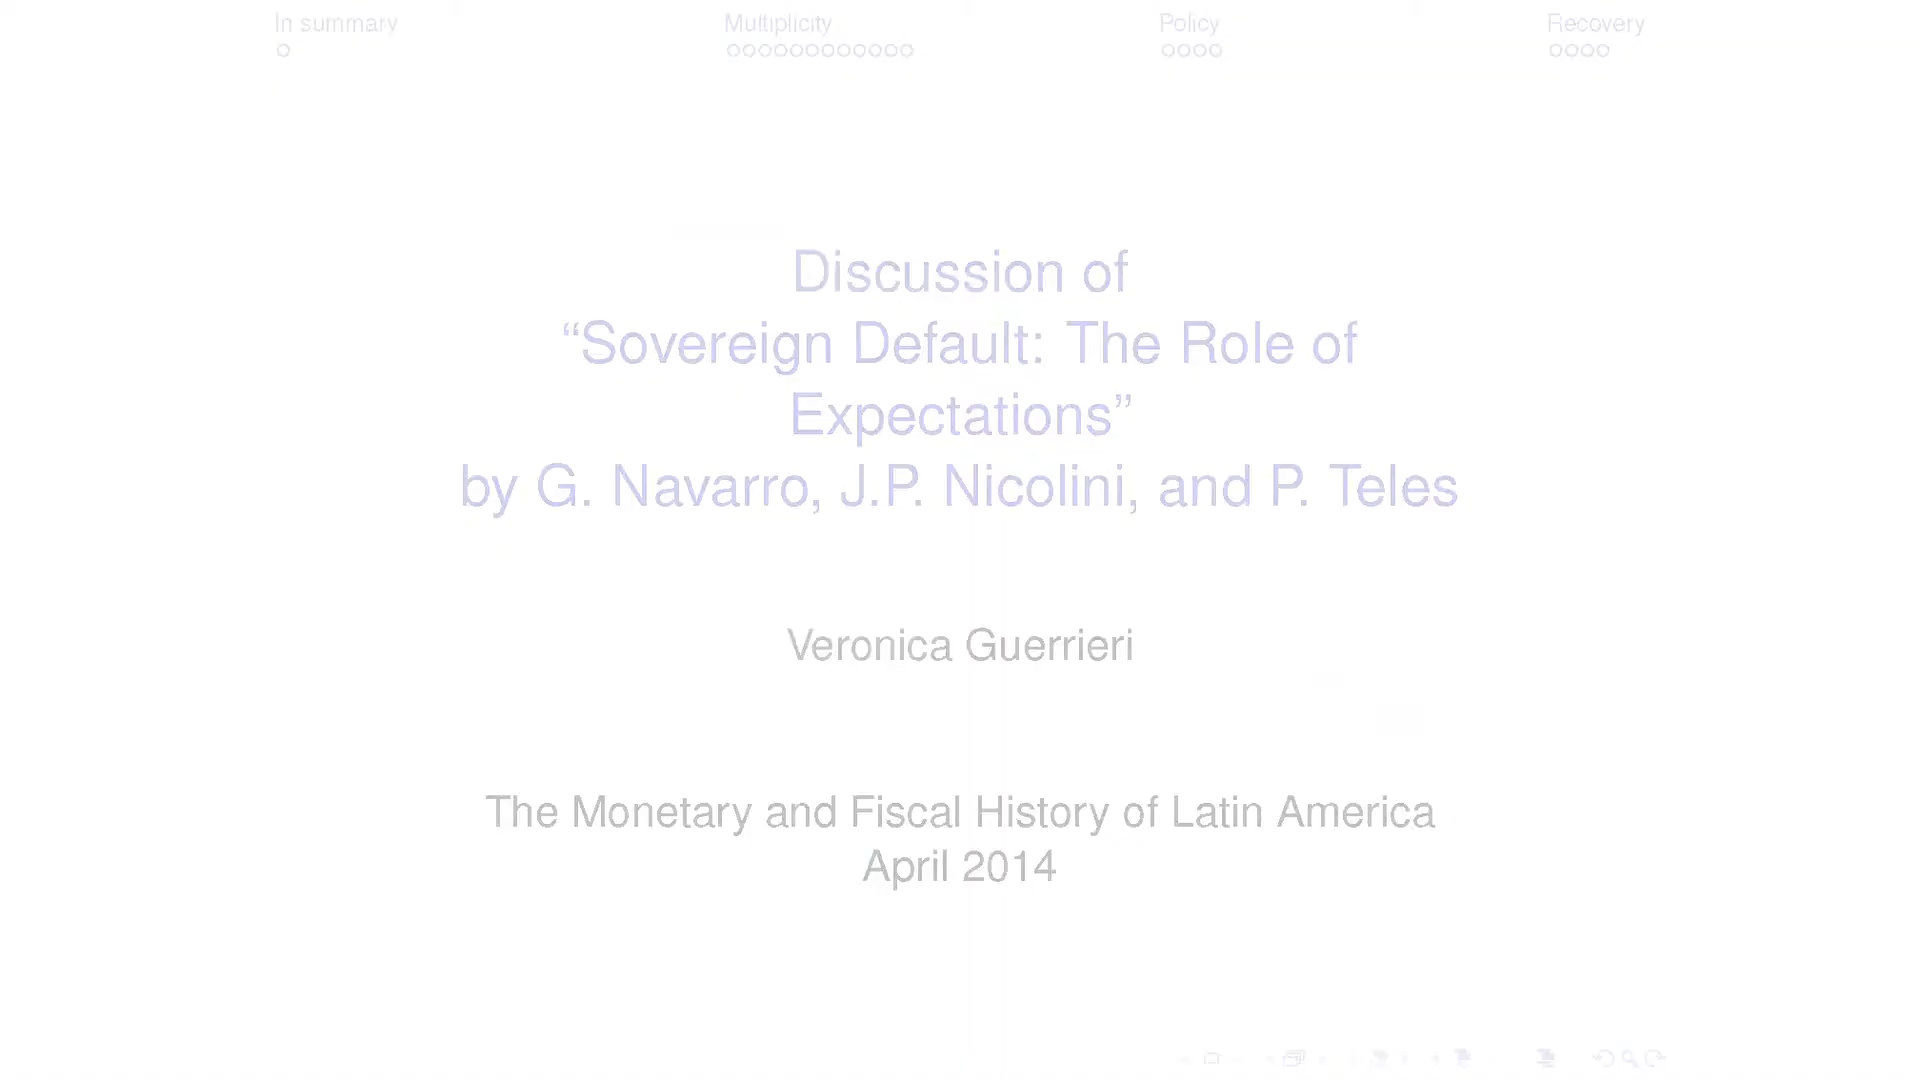 In summary
Multiplicity
Policy
Recovery
Discussion of
“Sovereign Default: The Role of
Expectations”
by G. Navarro, J.P. Nicolini, and P. Teles
Veronica Guerrieri
The Monetary and Fiscal History of Latin America
April 2014